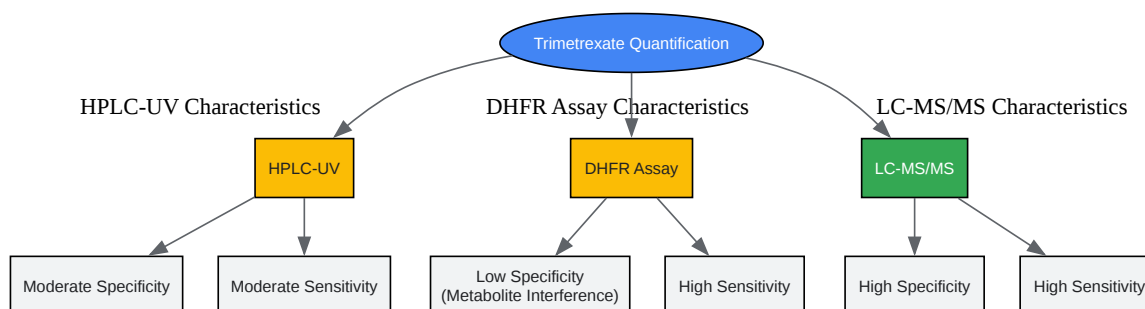 Trimetrexate Quantification
HPLC-UV Characteristics
DHFR Assay Characteristics
LC-MS/MS Characteristics
HPLC-UV
DHFR Assay
LC-MS/MS
Moderate Specificity
Moderate Sensitivity
Low Specificity
(Metabolite Interference)
High Sensitivity
High Specificity
High Sensitivity